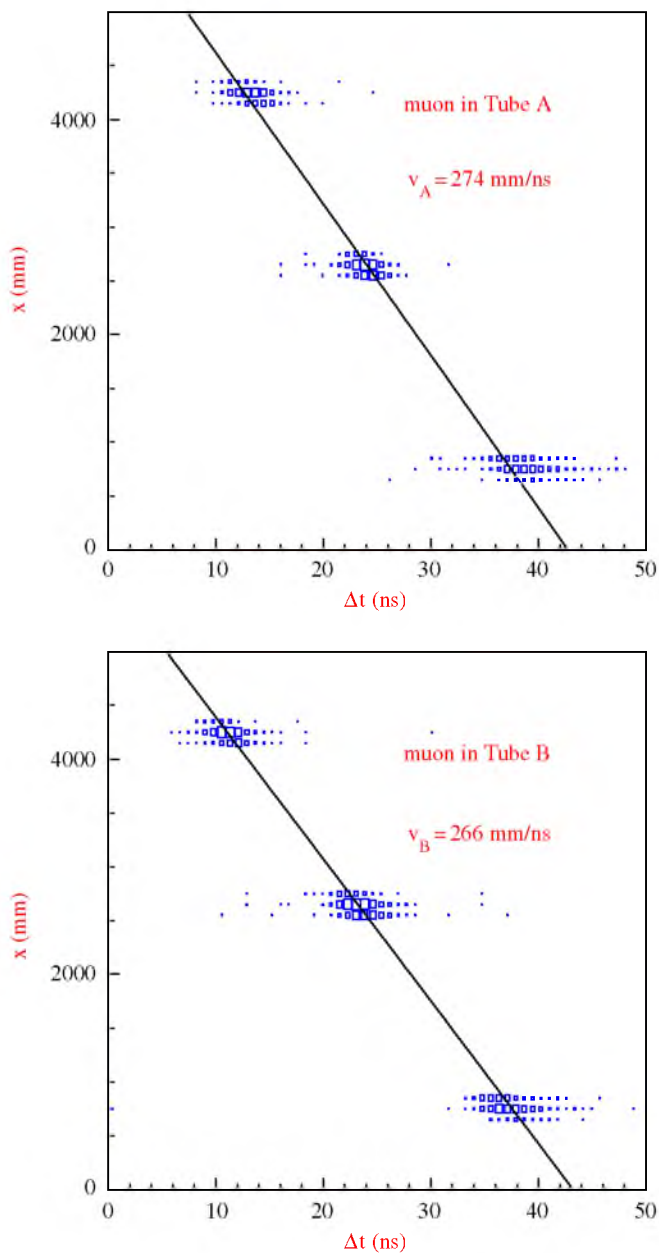 4000
2000
0
x (mm)
muon in Tube A
v_A = 274 mm/ns
0 10 20 30 40 50
Δt (ns)
4000
2000
0
x (mm)
muon in Tube B
v_B = 266 mm/ns
0 10 20 30 40 50
Δt (ns)